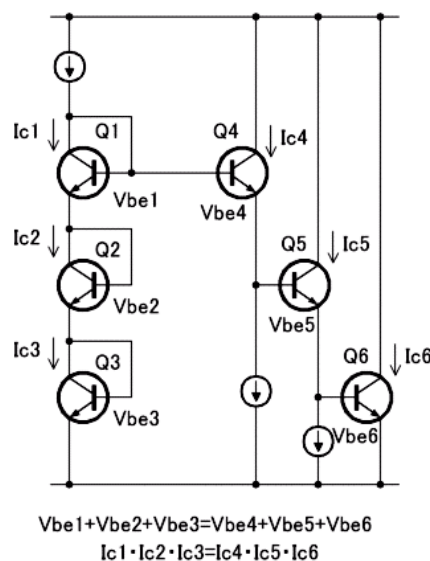 Ic1
Q1
Vbe1
Q4
Ic4
Vbe4
Ic2
Q2
Vbe2
Q5
Ic5
Vbe5
Ic3
Q3
Vbe3
Q6
Ic6
Vbe6
Vbe1+Vbe2+Vbe3=Vbe4+Vbe5+Vbe6
Ic1·Ic2·Ic3=Ic4·Ic5·Ic6